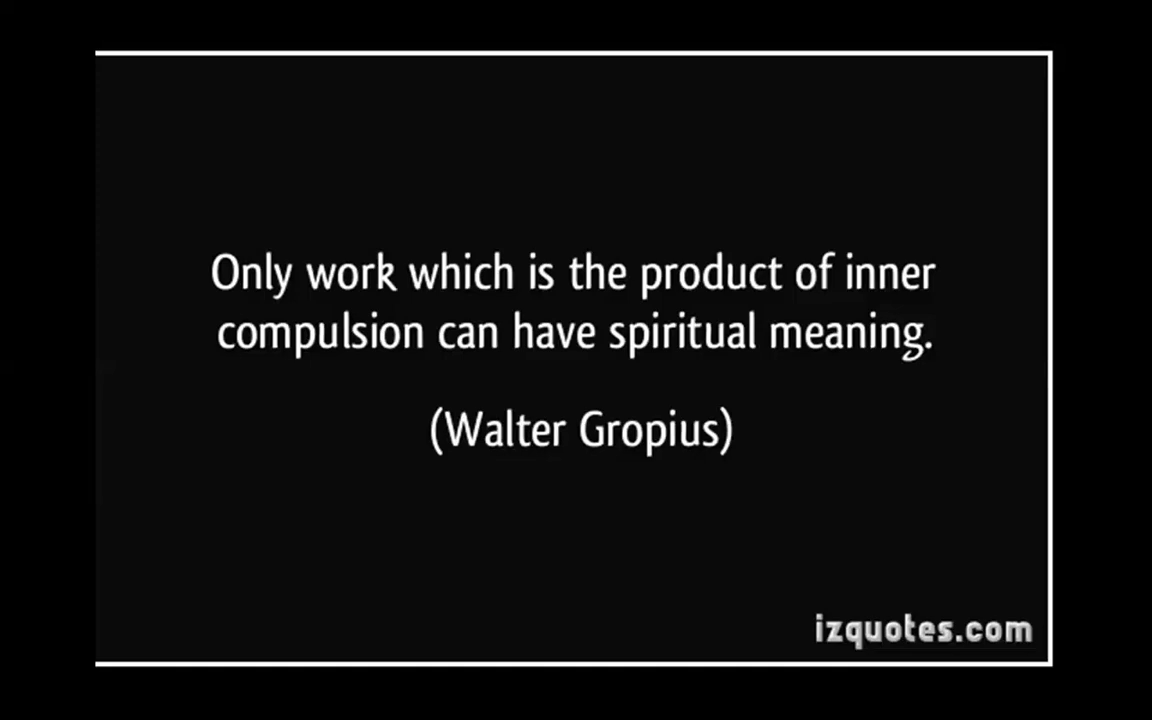 Only work which is the product of inner
compulsion can have spiritual meaning.
(Walter Gropius)
izquotes.com